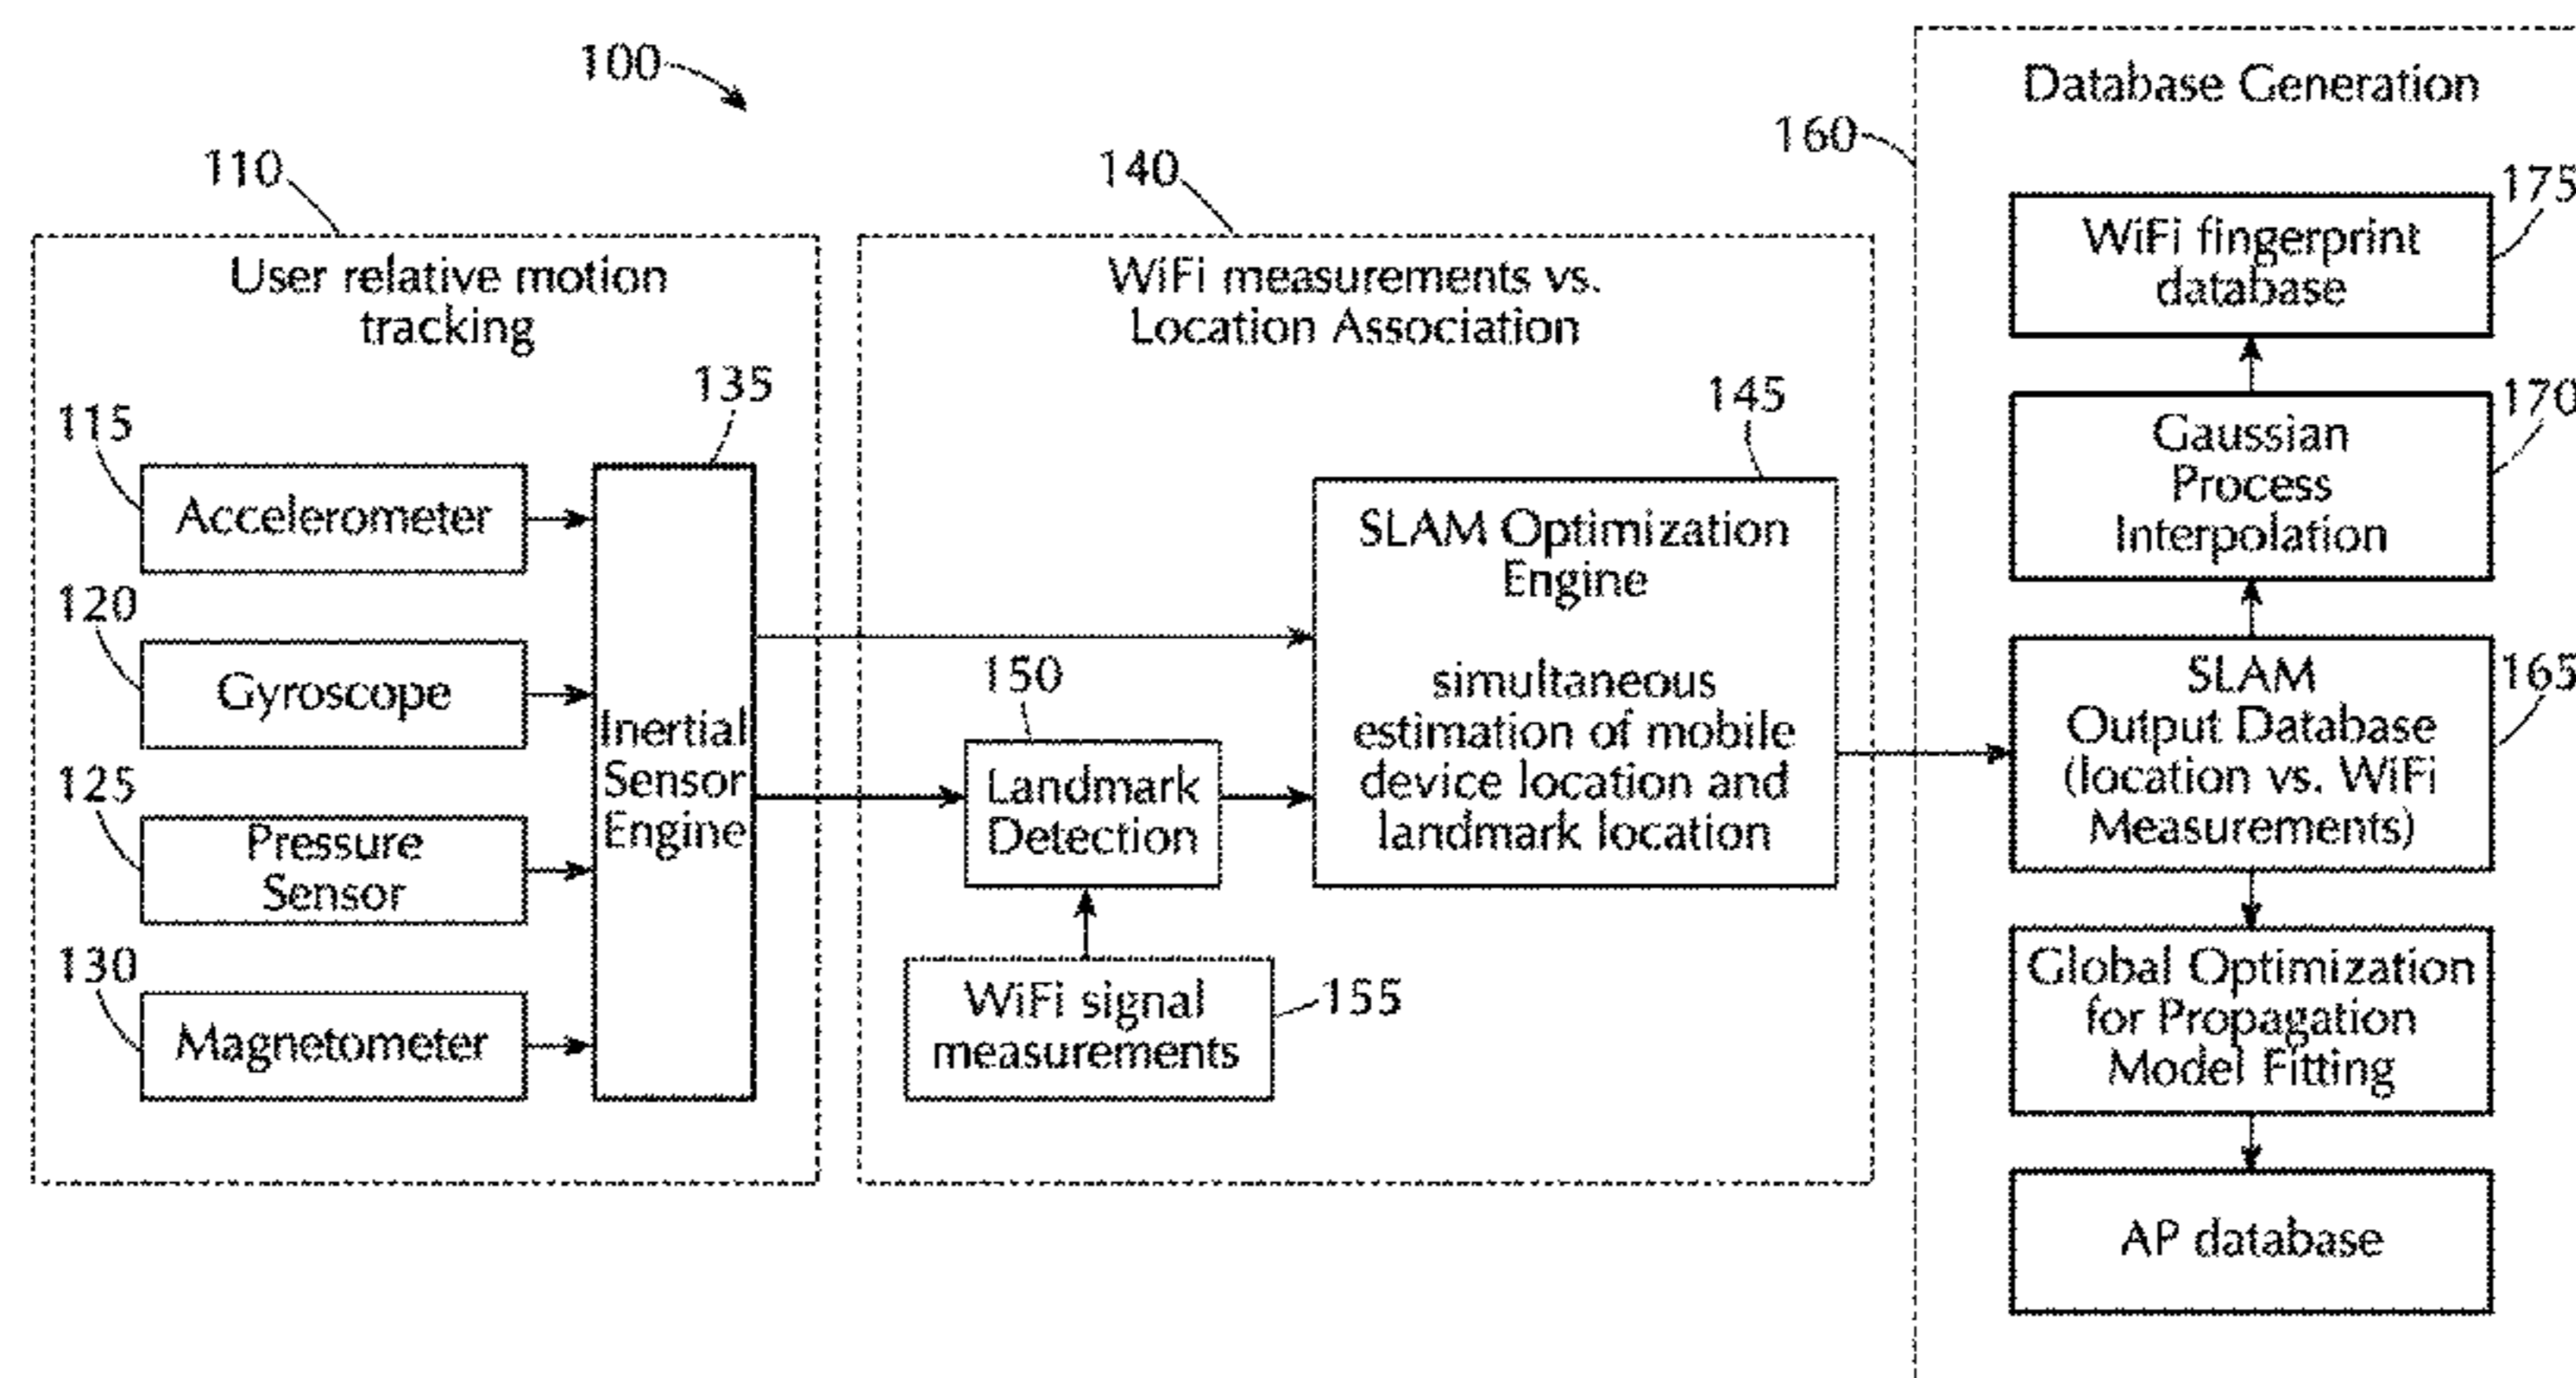 100
110
User relative motion
tracking
135
115
Accelerometer
120
Gyroscope
125
Pressure
Sensor
130
Magnetometer
Inertial
Sensor
Engine
140
WiFi measurements vs.
Location Association
145
SLAM Optimization
Engine
simultaneous
estimation of mobile
device location and
landmark location
150
Landmark
Detection
WiFi signal
measurements
155
160
Database Generation
175
WiFi fingerprint
database
170
Gaussian
Process
Interpolation
165
SLAM
Output Database
(location vs. WiFi
Measurements)
Global Optimization
for Propagation
Model Fitting
AP database